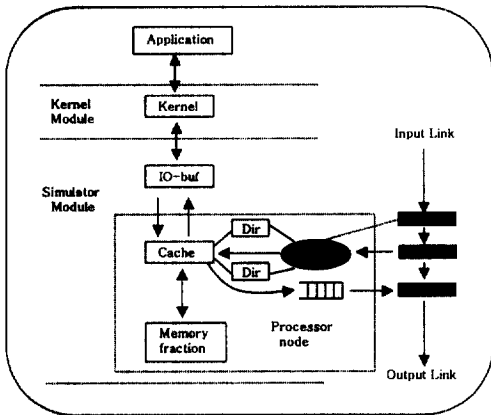 Application
Kernel
Module
Kernel
Input Link
IO-buf
Simulator
Module
Dir
Cache
Dir
Processor
node
Memory
fraction
Output Link